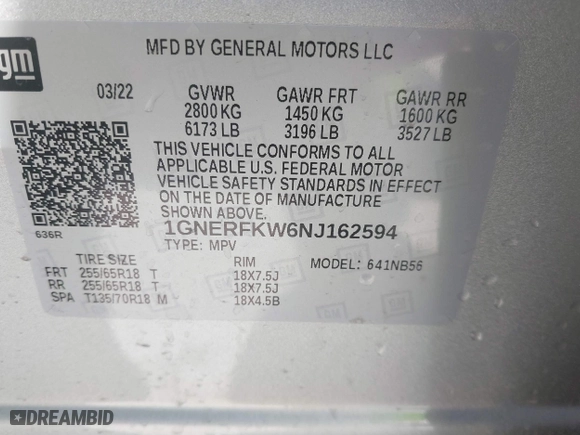 gm
MFD BY GENERAL MOTORS LLC
03/22 GVWR GAWR FRT GAWR RR
2800 KG 1450 KG 1600 KG
6173 LB 3196 LB 3527 LB
THIS VEHICLE CONFORMS TO ALL
APPLICABLE U.S. FEDERAL MOTOR
VEHICLE SAFETY STANDARDS IN EFFECT
ON THE DATE OF MANUFACTURE
SHOWN ABOVE.
636R 1GNERFKW6NJ162594
TYPE: MPV
TIRE SIZE RIM MODEL: 641NB56
FRT 255/65R18 T 18X7.5J
RR 255/65R18 T 18X7.5J
SPA T135/70R18 M 18X4.5B
DREAMBID